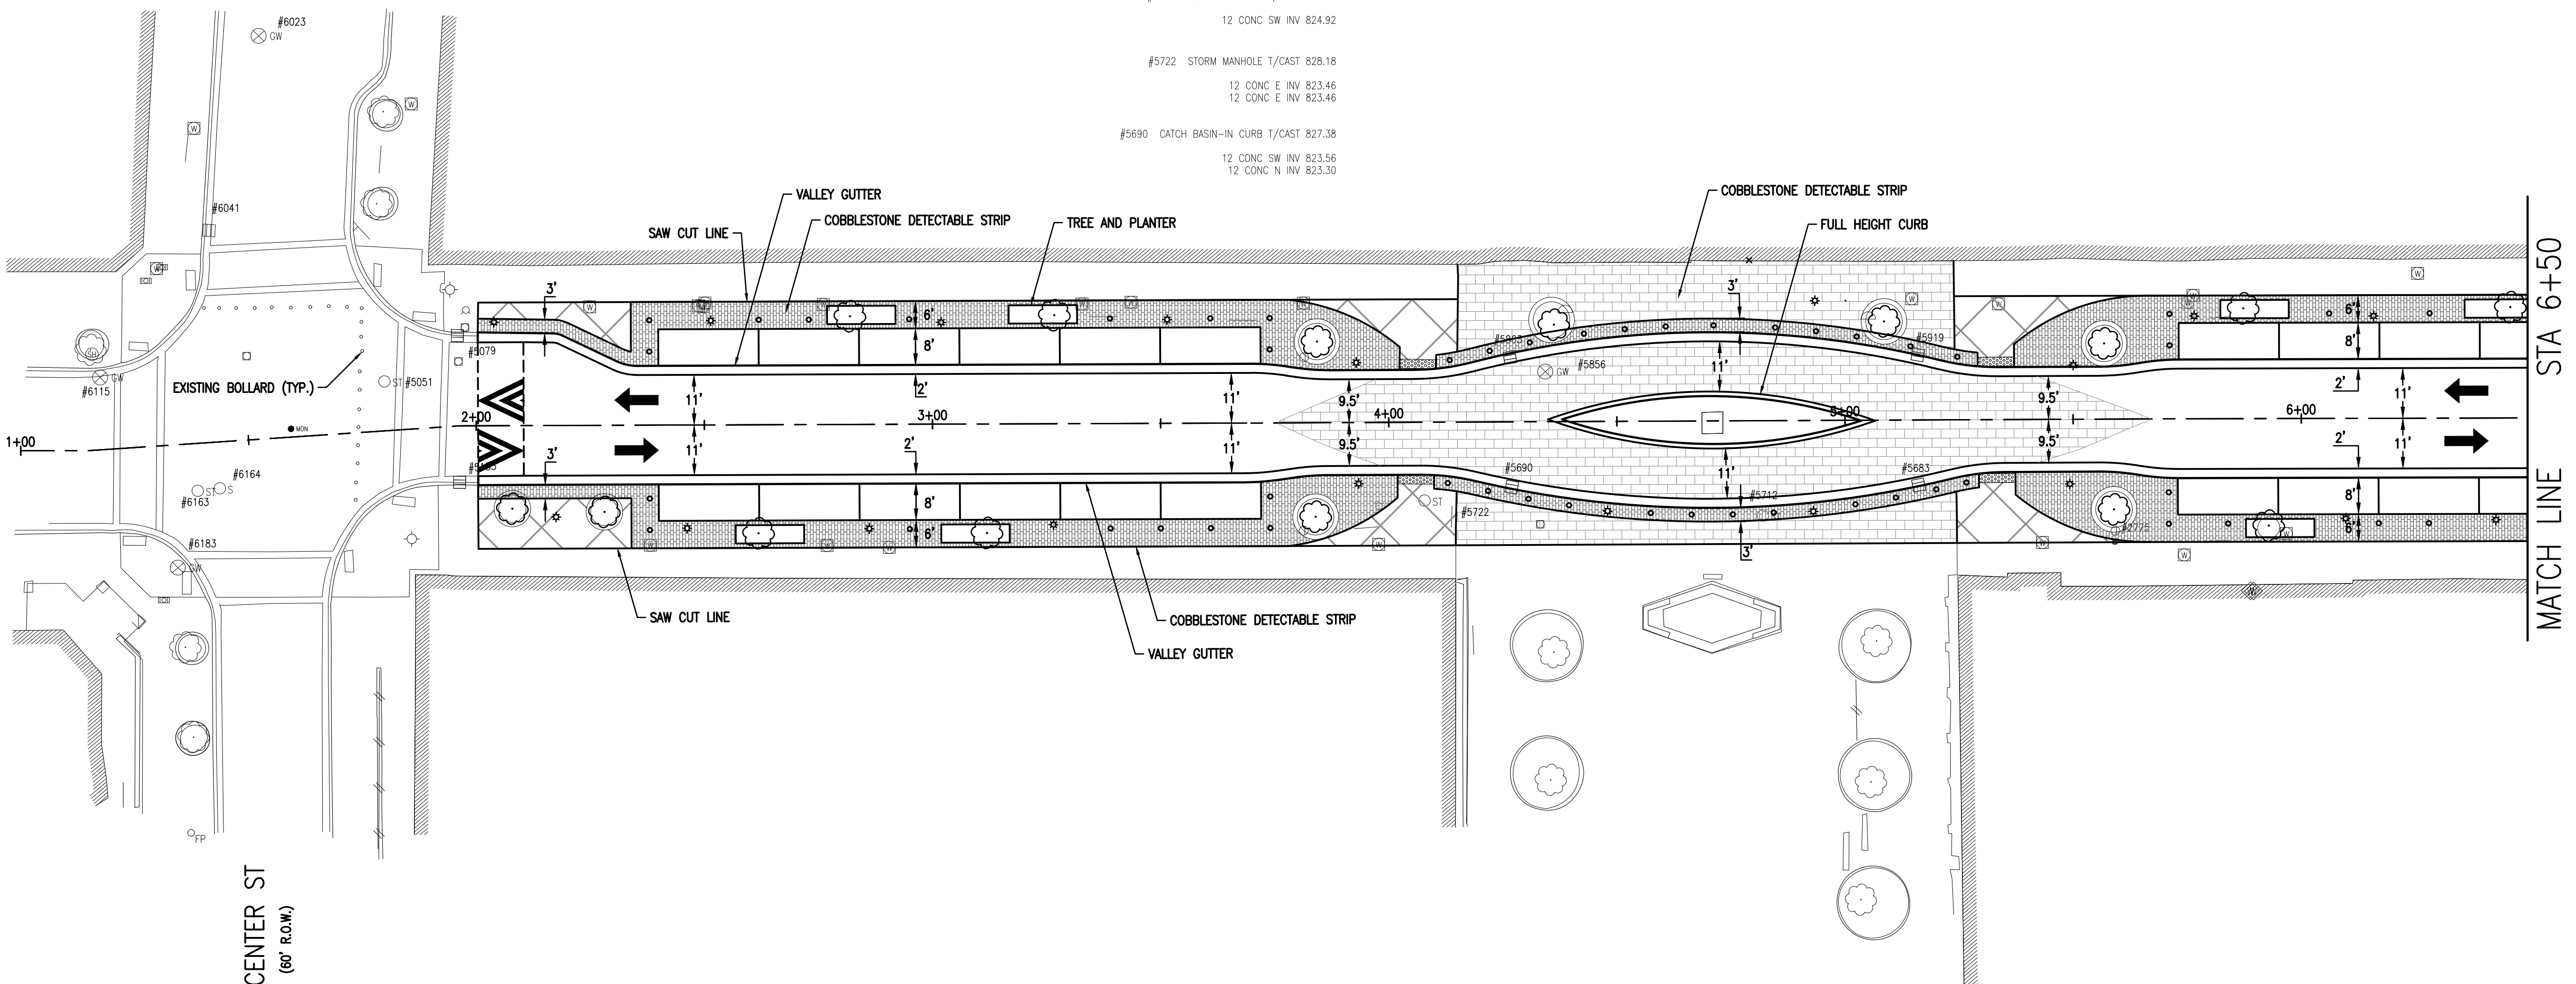 12 CONC SW INV 824.92
#5722 STORM MANHOLE T/CAST 828.18
12 CONC E INV 823.46
12 CONC E INV 823.46
#5690 CATCH BASIN-IN CURB T/CAST 827.38
12 CONC SW INV 823.56
12 CONC N INV 823.30
#6023
GW
W
W
#6041
VALLEY GUTTER
COBBLESTONE DETECTABLE STRIP
SAW CUT LINE
TREE AND PLANTER
COBBLESTONE DETECTABLE STRIP
FULL HEIGHT CURB
MATCH LINE STA 6+50
3'
6'
8'
2'
11'
11'
9.5'
3'
11'
9.5'
6'
8'
2'
11'
#5079
#5919
#5856
GW
EXISTING BOLLARD (TYP.)
ST
#5051
#6115
GW
SH
MON
1+00
2+00
3+00
4+00
5+00
6+00
#6164
ST
S
#6163
3'
2'
11'
8'
6'
11'
9.5'
11'
3'
9.5'
2'
11'
8'
6'
#5690
#5683
#5712
ST
#5722
#6183
GW
SAW CUT LINE
COBBLESTONE DETECTABLE STRIP
VALLEY GUTTER
FP
CENTER ST
(60' R.O.W.)